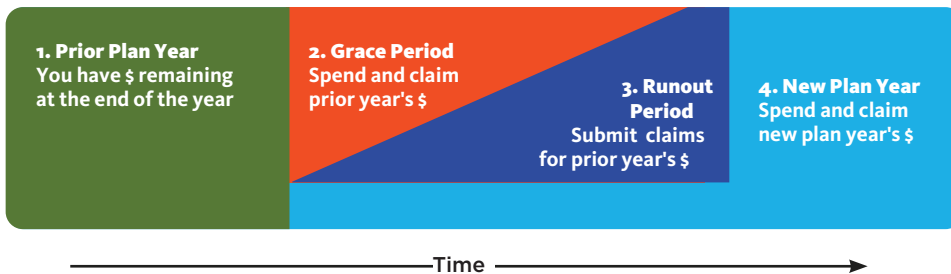 1. Prior Plan Year
You have $ remaining
at the end of the year
2. Grace Period
Spend and claim
prior year's $
3. Runout
Period
Submit claims
for prior year's $
4. New Plan Year
Spend and claim
new plan year's $
Time